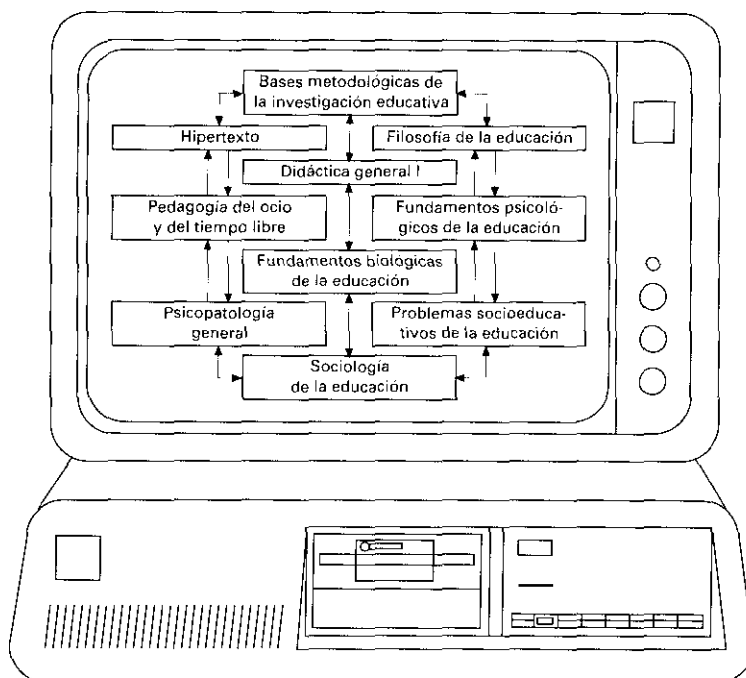 Bases metodológicas de
la investigación educativa
Hipertexto
Filosofía de la educación
Didáctica general I
Pedagogía del ocio
y del tiempo libre
Fundamentos psicoló-
gicos de la educación
Fundamentos biológicas
de la educación
Psicopatología
general
Problemas socioeduca-
tivos de la educación
Sociología
de la educación